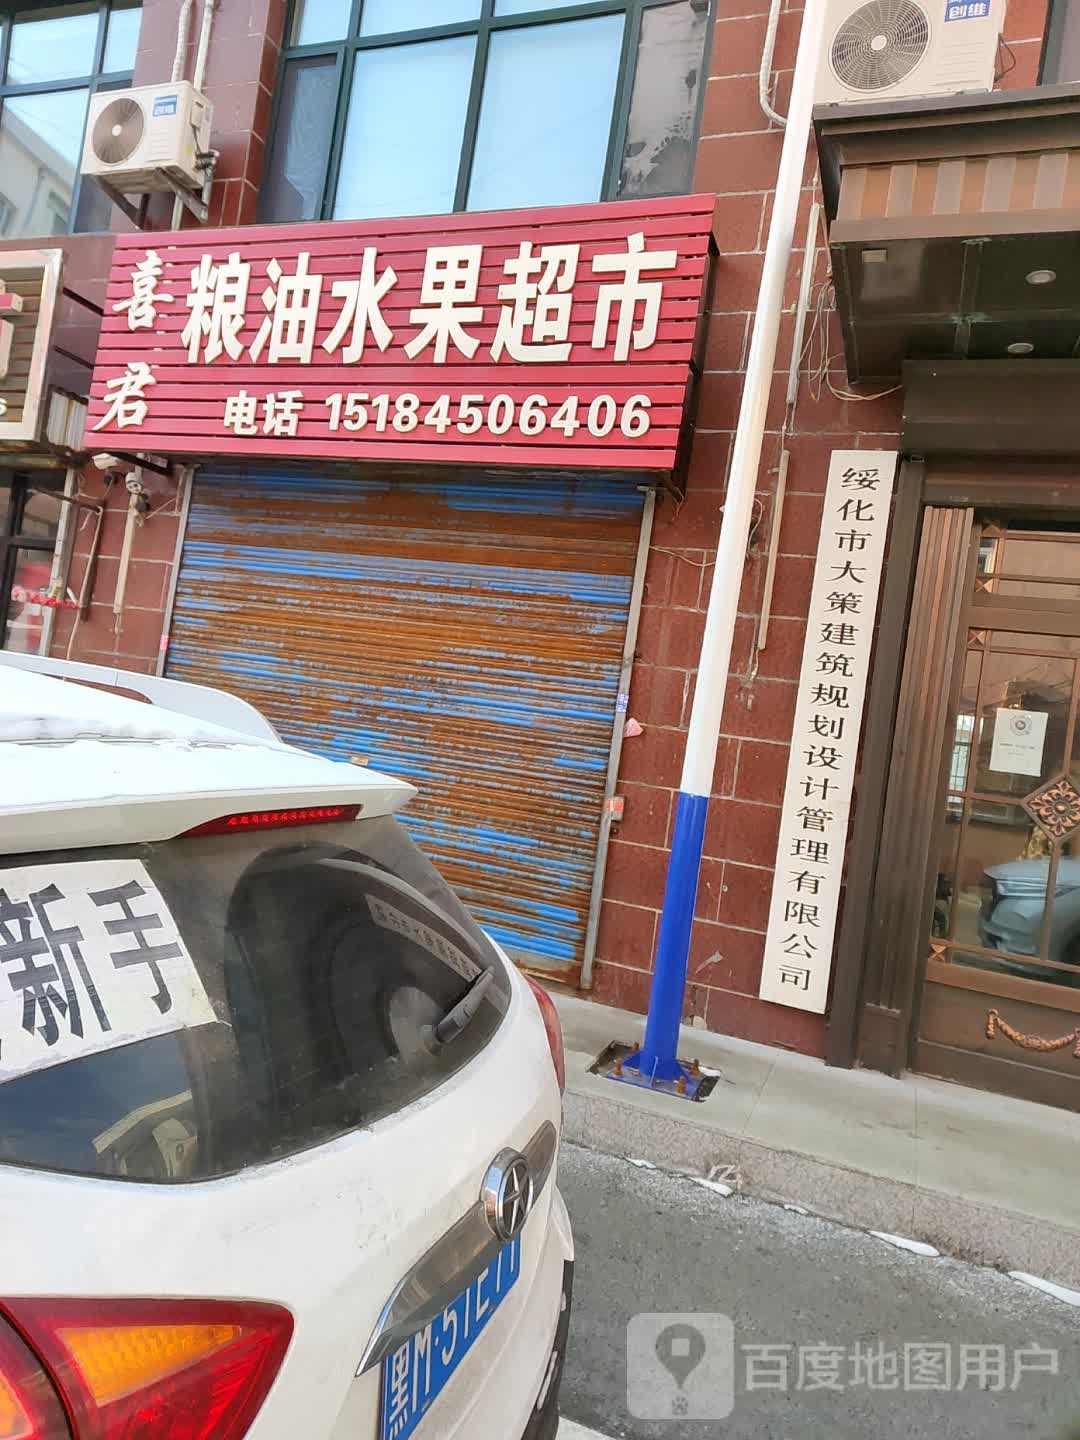 创维
喜君
粮油水果超市
电话 15184506406
绥化市大策建筑规划设计管理有限公司
新手
百度地图用户